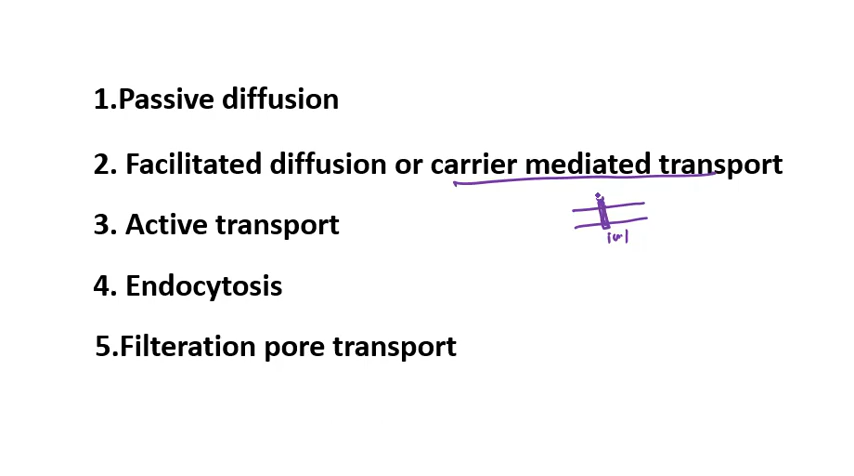 1.Passive diffusion
2. Facilitated diffusion or carrier mediated transport
3. Active transport
4. Endocytosis
5.Filteration pore transport